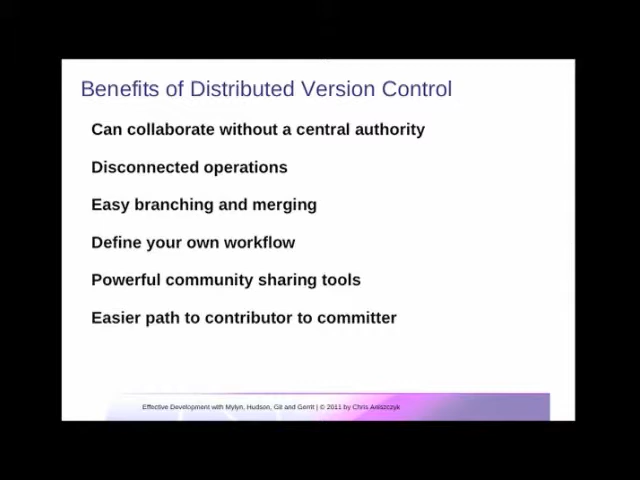 Benefits of Distributed Version Control
Can collaborate without a central authority
Disconnected operations
Easy branching and merging
Define your own workflow
Powerful community sharing tools
Easier path to contributor to committer
Effective Development with Mylyn, Hudson, Git and Gerrit | © 2011 by Chris Aniszczyk